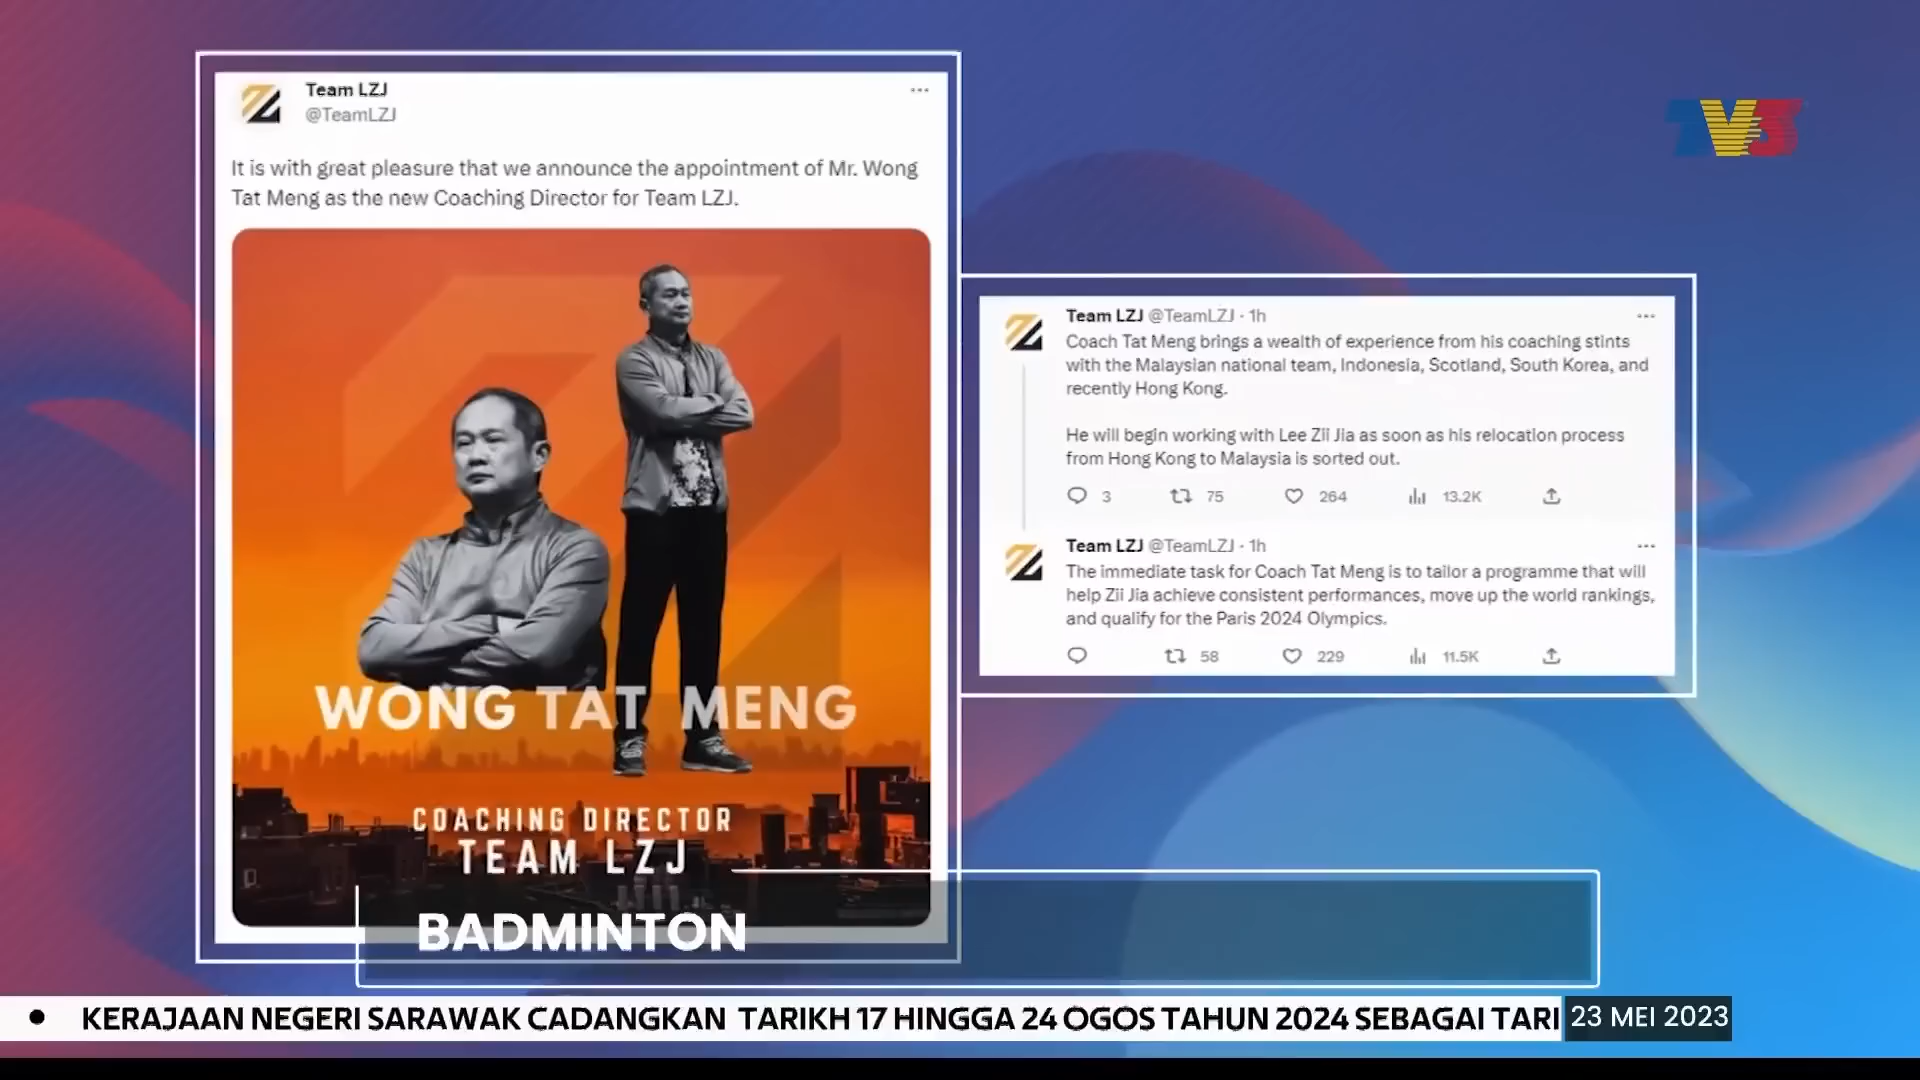 Team LZJ
@TeamLZJ
It is with great pleasure that we announce the appointment of Mr. Wong
Tat Meng as the new Coaching Director for Team LZJ.
WONG TAT MENG
COACHING DIRECTOR
TEAM LZJ
TV3
Team LZJ @TeamLZJ · 1h
Coach Tat Meng brings a wealth of experience from his coaching stints
with the Malaysian national team, Indonesia, Scotland, South Korea, and
recently Hong Kong.
He will begin working with Lee Zii Jia as soon as his relocation process
from Hong Kong to Malaysia is sorted out.
3 75 264 13.2K
Team LZJ @TeamLZJ · 1h
The immediate task for Coach Tat Meng is to tailor a programme that will
help Zii Jia achieve consistent performances, move up the world rankings,
and qualify for the Paris 2024 Olympics.
58 229 11.5K
BADMINTON
• KERAJAAN NEGERI SARAWAK CADANGKAN TARIKH 17 HINGGA 24 OGOS TAHUN 2024 SEBAGAI TARI
23 MEI 2023